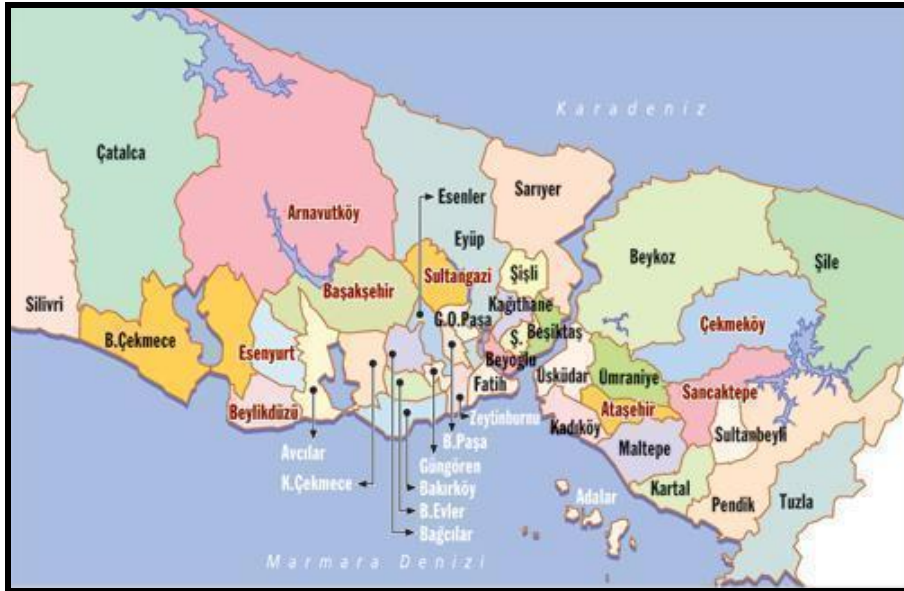 Karadeniz
Çatalca
Sarıyer
Esenler
Arnavutköy
Eyüp
Beykoz
Şile
Sultangazi
Şişli
Başakşehir
Silivri
Kağıthane
Çekmeköy
G.O.Paşa
Beşiktaş
B.Çekmece
Ş.
Esenyurt
Beyoglu
Üsküdar
Ümraniye
Fatih
Sancaktepe
Beylikdüzü
Ataşehir
Zeytinburnu
Kadıköy
Sultanbeyli
B.Paşa
Maltepe
Avcılar
Güngören
K.Çekmece
Bakırköy
Kartal
Adalar
Pendik
Tuzla
B.Evler
Bağcılar
Marmara Denizi